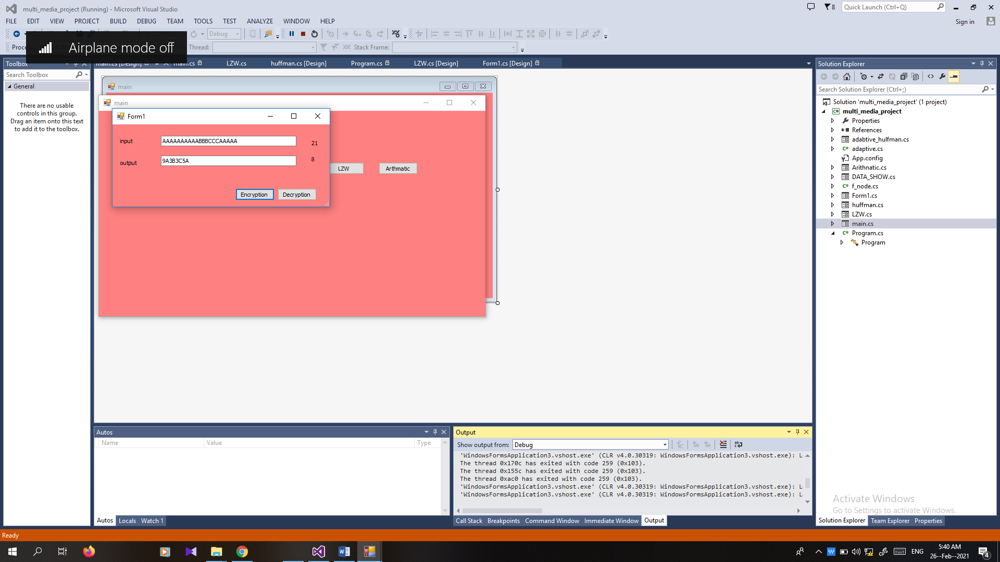 multi_media_project (Running) - Microsoft Visual Studio
8
Quick Launch (Ctrl+Q)
FILE EDIT VIEW PROJECT BUILD DEBUG TEAM TOOLS TEST ANALYZE WINDOW HELP
Sign in
Debug
Airplane mode off
Thread:
Stack Frame:
Toolbox
main.cs [Design] main.cs LZW.cs huffman.cs [Design] Program.cs LZW.cs [Design] Form1.cs [Design]
Search Toolbox
General
There are no usable
controls in this group.
Drag an item onto this text
to add it to the toolbox.
main
main
Form1
input
21
output
9A3B3C5A
8
Encryption
Decryption
LZW
Arthmatic
Solution Explorer
Search Solution Explorer (Ctrl+;)
Solution 'multi_media_project' (1 project)
multi_media_project
Properties
References
adabtive_hulfman.cs
adaptive.cs
App.config
Arithnatic.cs
DATA_SHOW.cs
f_node.cs
Form1.cs
huffman.cs
LZW.cs
main.cs
Program.cs
Program
Autos
Name Value Type
Autos Locals Watch 1
Output
Show output from: Debug
'WindowsFormsApplication3.vshost.exe' (CLR v4.0.30319: WindowsFormsApplication3.vshost.exe):
The thread 0x170c has exited with code 259 (0x103).
The thread 0x155c has exited with code 259 (0x103).
The thread 0xac0 has exited with code 259 (0x103).
'WindowsFormsApplication3.vshost.exe' (CLR v4.0.30319: WindowsFormsApplication3.vshost.exe):
'WindowsFormsApplication3.vshost.exe' (CLR v4.0.30319: WindowsFormsApplication3.vshost.exe):
Call Stack Breakpoints Command Window Immediate Window Output
Activate Windows
Go to Settings to activate Windows.
Solution Explorer Team Explorer Properties
Ready
ENG
5:40 AM
26--Feb--2021
4